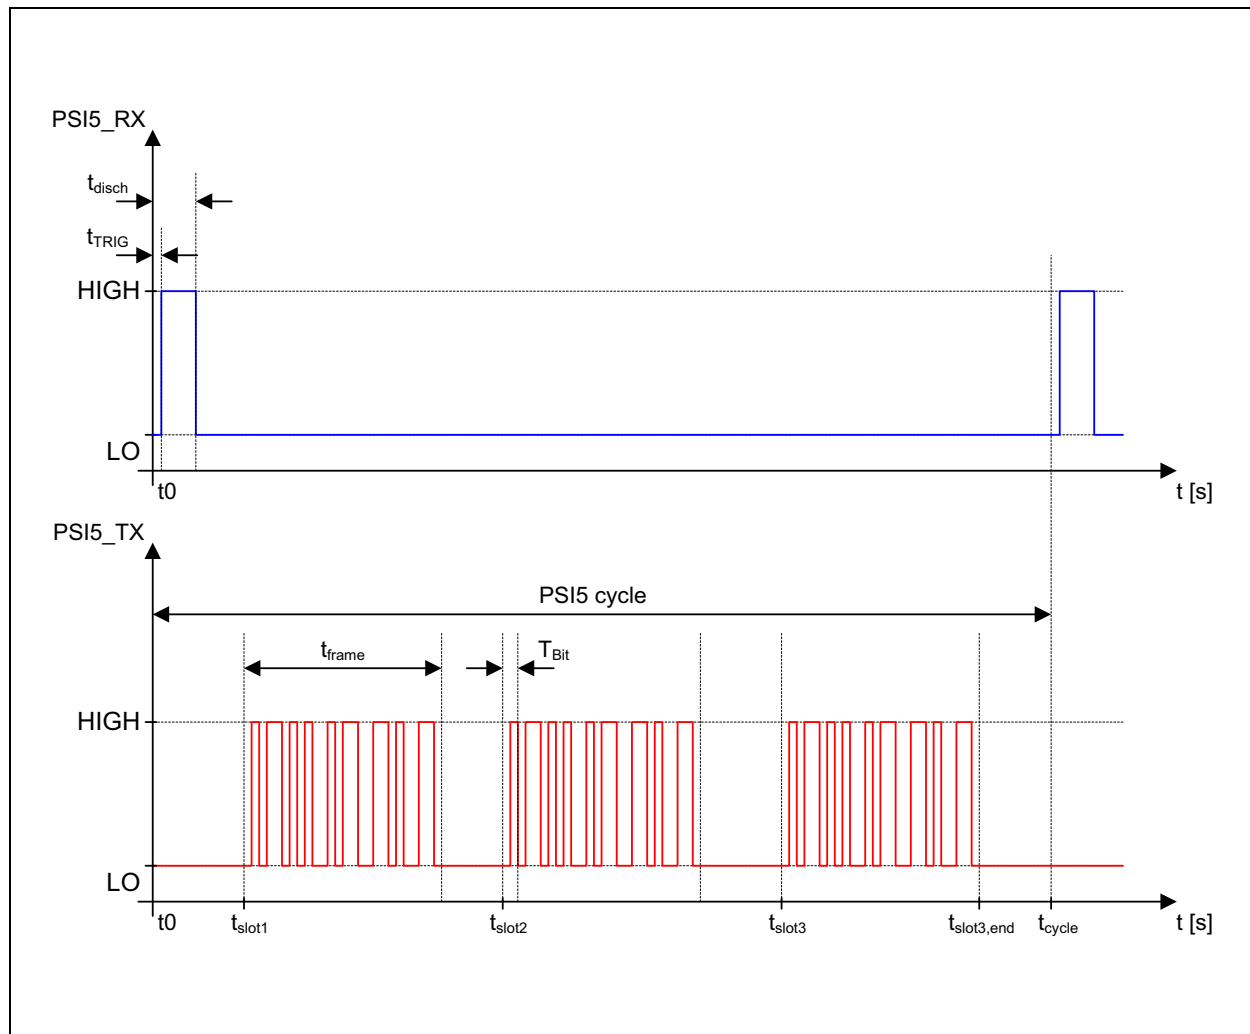 PSI5_RX
tdisch
tTRIG
HIGH
LO
t0
t [s]
PSI5_TX
PSI5 cycle
tframe
TBit
HIGH
LO
t0
tslot1
tslot2
tslot3
tslot3,end
tcycle
t [s]